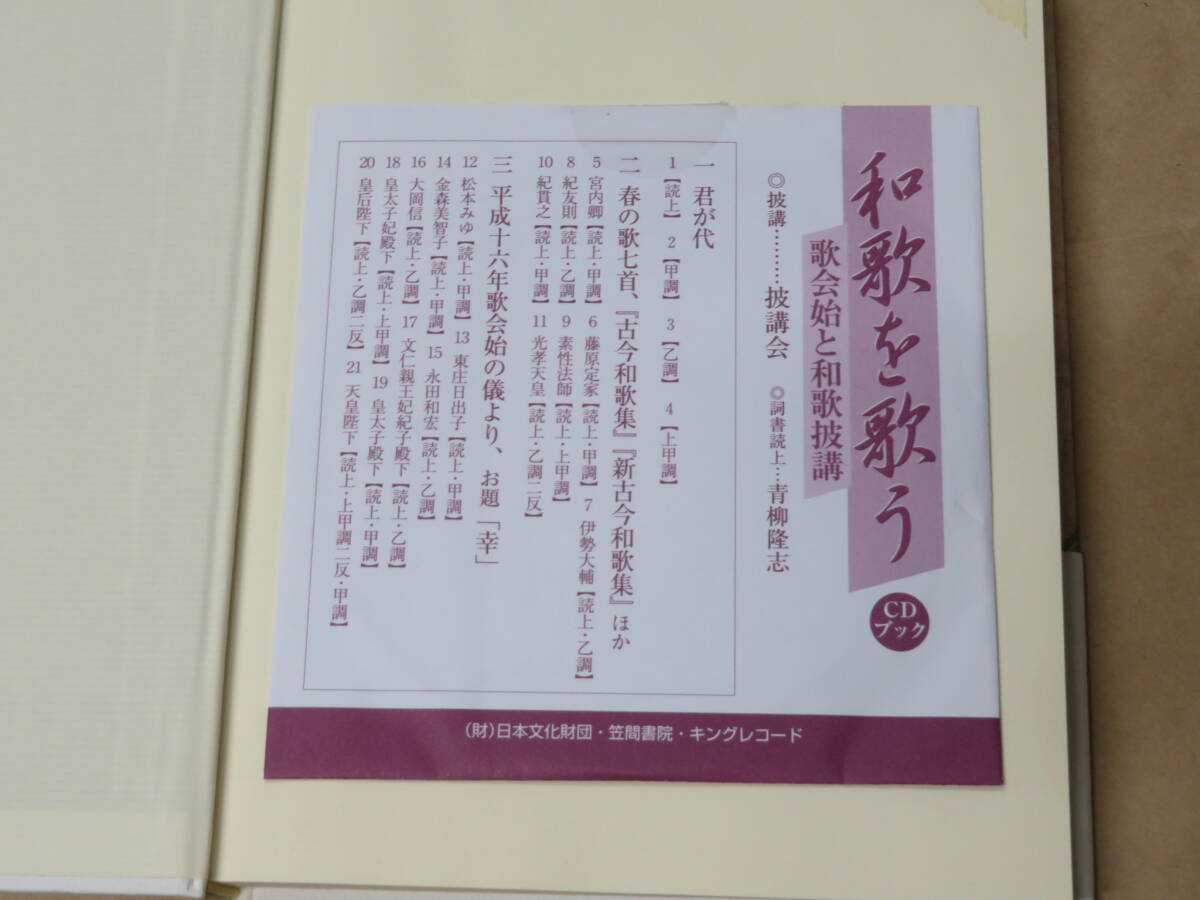 和歌を歌う
歌会始と和歌披講
CD
ブック
◎披講………披講会　◎詞書読上…青柳隆志
一　君が代
1【読上】　2【甲調】　3【乙調】　4【上甲調】
二　春の歌七首、『古今和歌集』『新古今和歌集』ほか
5　宮内卿【読上・甲調】　6　藤原定家【読上・甲調】　7　伊勢大輔【読上・乙調】
8　紀友則【読上・乙調】　9　素性法師【読上・上甲調】
10　紀貫之【読上・甲調】　11　光孝天皇【読上・乙調二反】
三　平成十六年歌会始の儀より、お題「幸」
12　松本みゆ【読上・甲調】　13　東庄日出子【読上・甲調】
14　金森美智子【読上・甲調】　15　永田和宏【読上・乙調】
16　大岡信【読上・乙調】　17　文仁親王妃紀子殿下【読上・乙調】
18　皇太子妃殿下【読上・上甲調】　19　皇太子殿下【読上・甲調】
20　皇后陛下【読上・乙調二反】　21　天皇陛下【読上・上甲調二反・甲調】
（財）日本文化財団・笠間書院・キングレコード